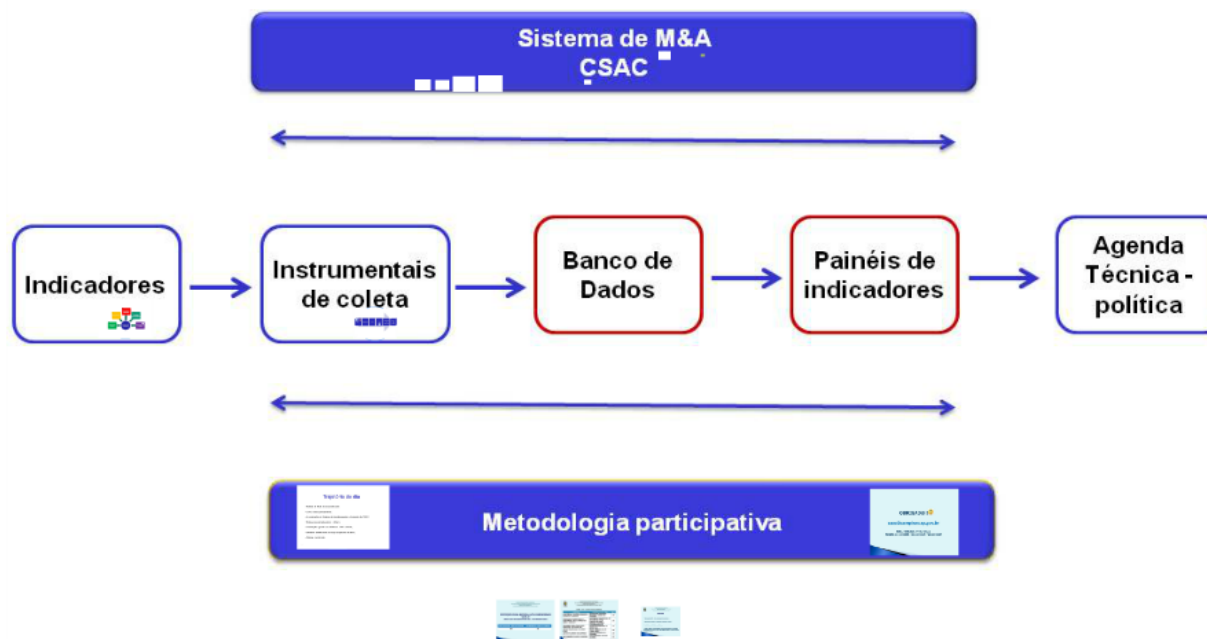 Sistema de M&A
CSAC
Indicadores
Instrumentais
de coleta
Banco de
Dados
Painéis de
indicadores
Agenda
Técnica -
política
Metodologia participativa